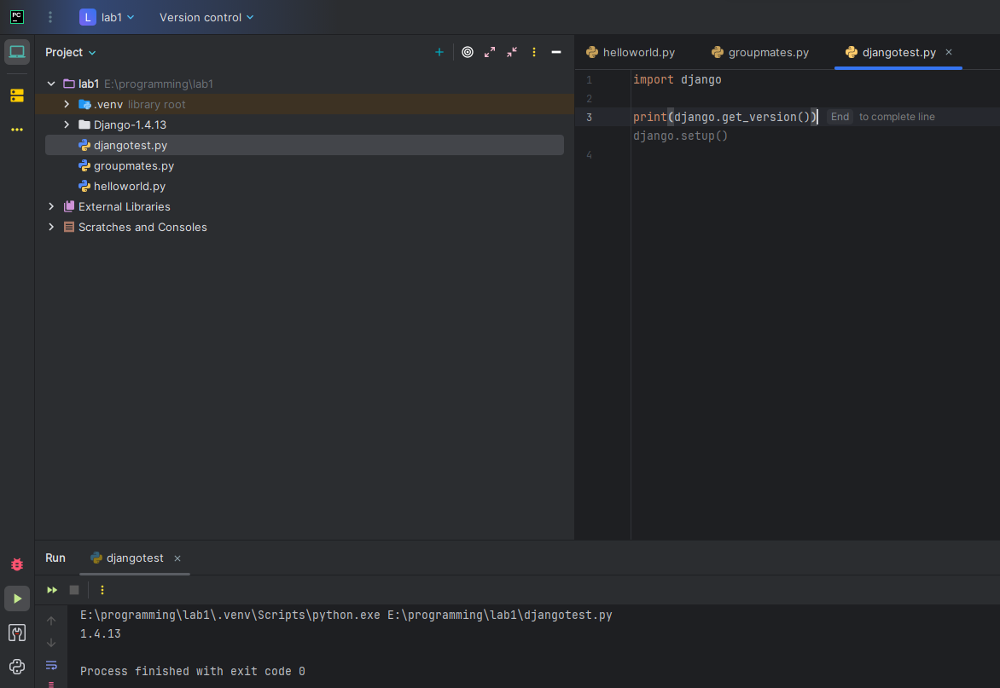 PC
L lab1 Version control
Project
helloworld.py groupmates.py djangotest.py
lab1 E:\programming\lab1
.venv library root
Django-1.4.13
djangotest.py
groupmates.py
helloworld.py
External Libraries
Scratches and Consoles
1 import django
2
3 print(django.get_version()) End to complete line
django.setup()
4
Run djangotest
E:\programming\lab1\.venv\Scripts\python.exe E:\programming\lab1\djangotest.py
1.4.13
Process finished with exit code 0